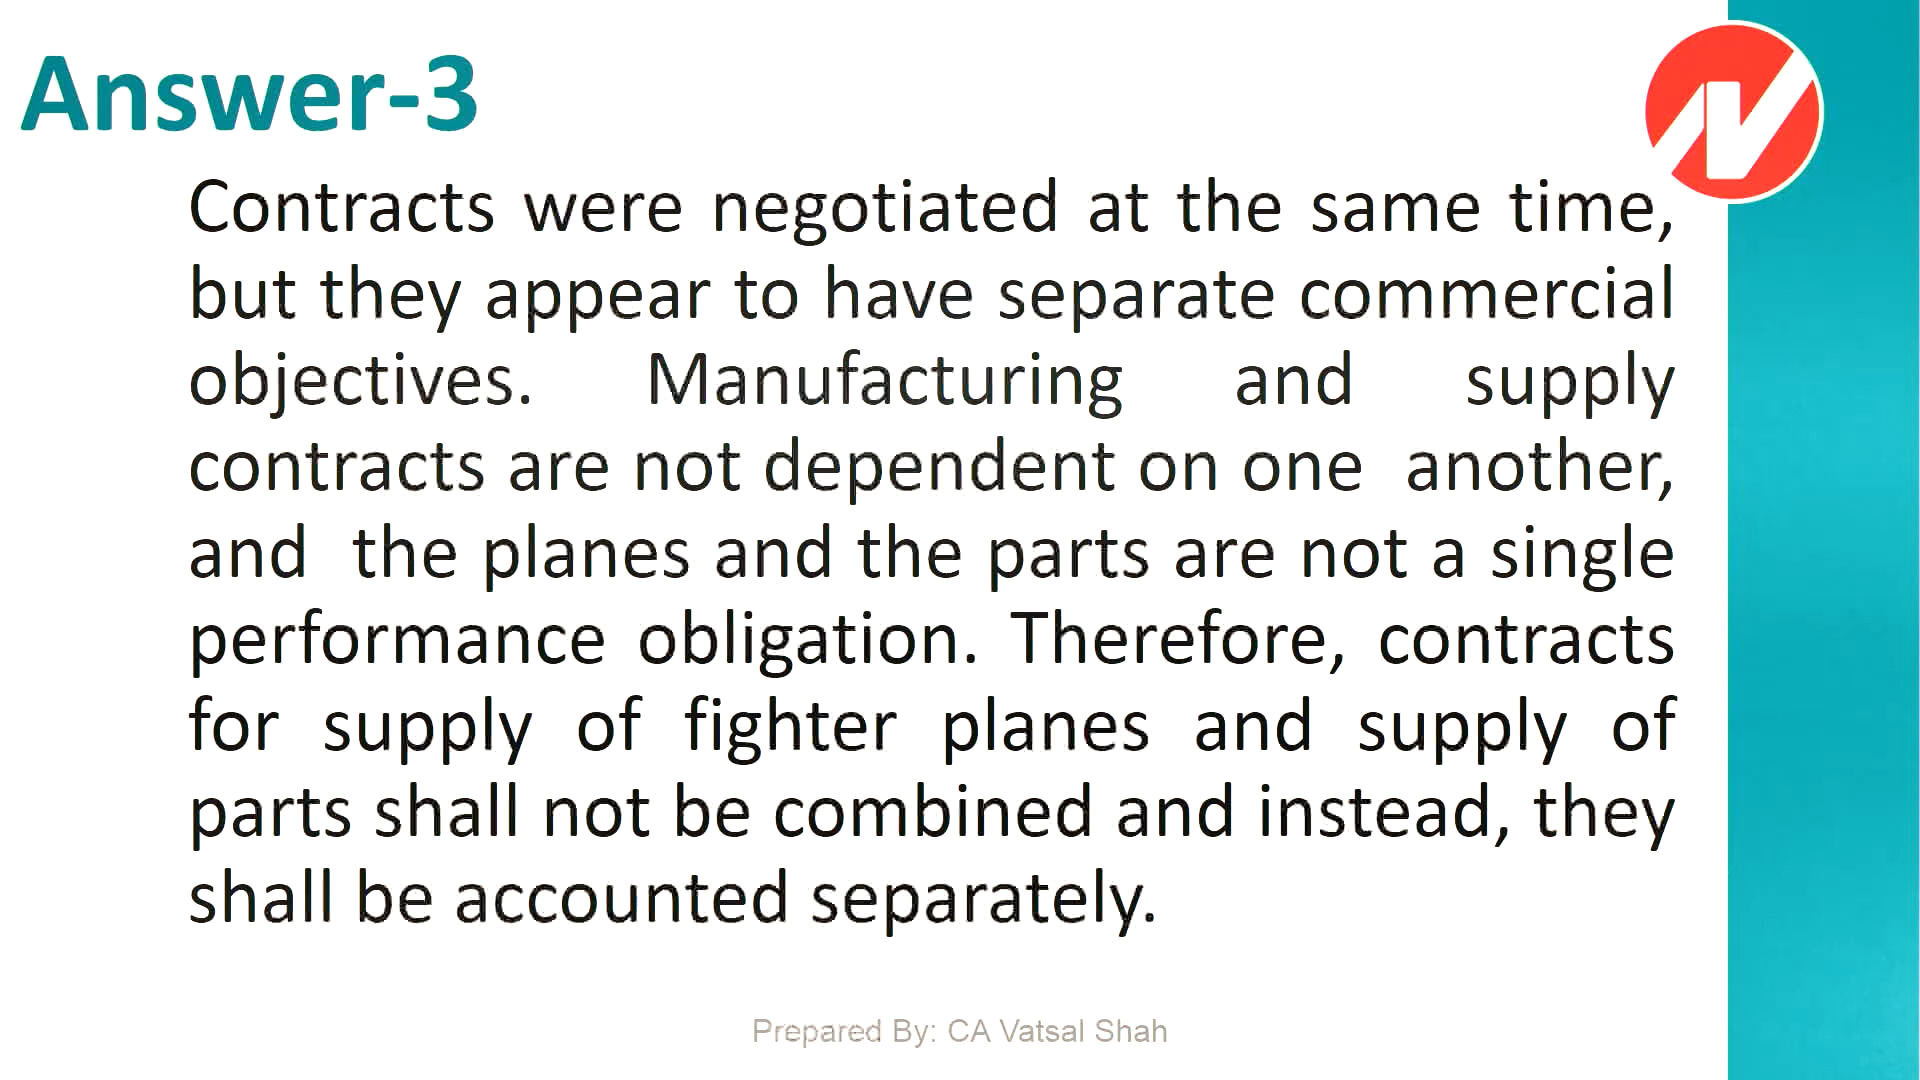 Answer-3
Contracts were negotiated at the same time,
but they appear to have separate commercial
objectives. Manufacturing and supply
contracts are not dependent on one another,
and the planes and the parts are not a single
performance obligation. Therefore, contracts
for supply of fighter planes and supply of
parts shall not be combined and instead, they
shall be accounted separately.
Prepared By: CA Vatsal Shah